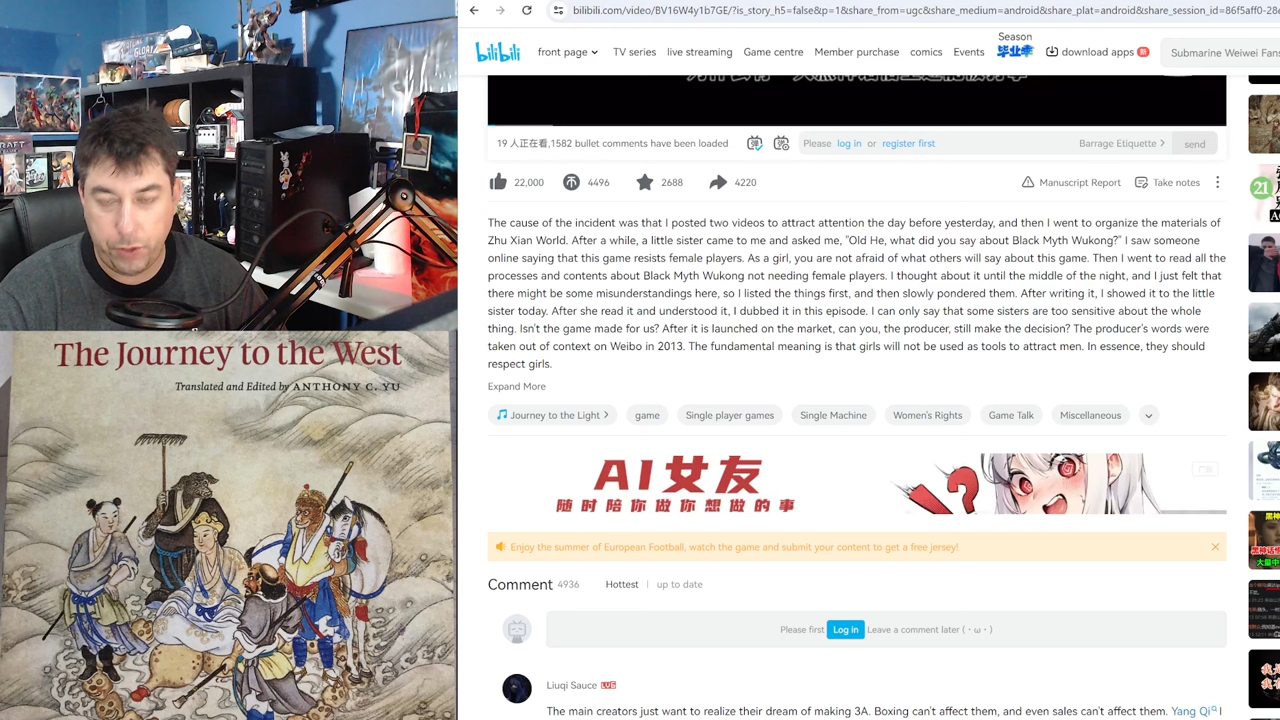 bilibili.com/video/BV16W4y1b7GE/?is_story_h5=false&p=1&share_from=ugc&share_medium=android&share_plat=android&share_session_id=86f5aff0-28
bilibili front page TV series live streaming Game centre Member purchase comics Events Season 毕业季 download apps 新
The Journey to the West
Translated and Edited by ANTHONY C. YU
19 人正在看,1582 bullet comments have been loaded Please log in or register first Barrage Etiquette > send
22,000 4496 2688 4220 Manuscript Report Take notes
The cause of the incident was that I posted two videos to attract attention the day before yesterday, and then I went to organize the materials of
Zhu Xian World. After a while, a little sister came to me and asked me, "Old He, what did you say about Black Myth Wukong?" I saw someone
online saying that this game resists female players. As a girl, you are not afraid of what others will say about this game. Then I went to read all the
processes and contents about Black Myth Wukong not needing female players. I thought about it until the middle of the night, and I just felt that
there might be some misunderstandings here, so I listed the things first, and then slowly pondered them. After writing it, I showed it to the little
sister today. After she read it and understood it, I dubbed it in this episode. I can only say that some sisters are too sensitive about the whole
thing. Isn't the game made for us? After it is launched on the market, can you, the producer, still make the decision? The producer's words were
taken out of context on Weibo in 2013. The fundamental meaning is that girls will not be used as tools to attract men. In essence, they should
respect girls.
Expand More
Journey to the Light > game Single player games Single Machine Women's Rights Game Talk Miscellaneous
AI女友
随时陪你做你想做的事
Enjoy the summer of European Football, watch the game and submit your content to get a free jersey!
Comment 4936 Hottest up to date
Please first Log in Leave a comment later (・ω・)
Liuqi Sauce LV6
The main creators just want to realize their dream of making 3A. Boxing can't affect them, and even sales can't affect them. Yang Qi I
21